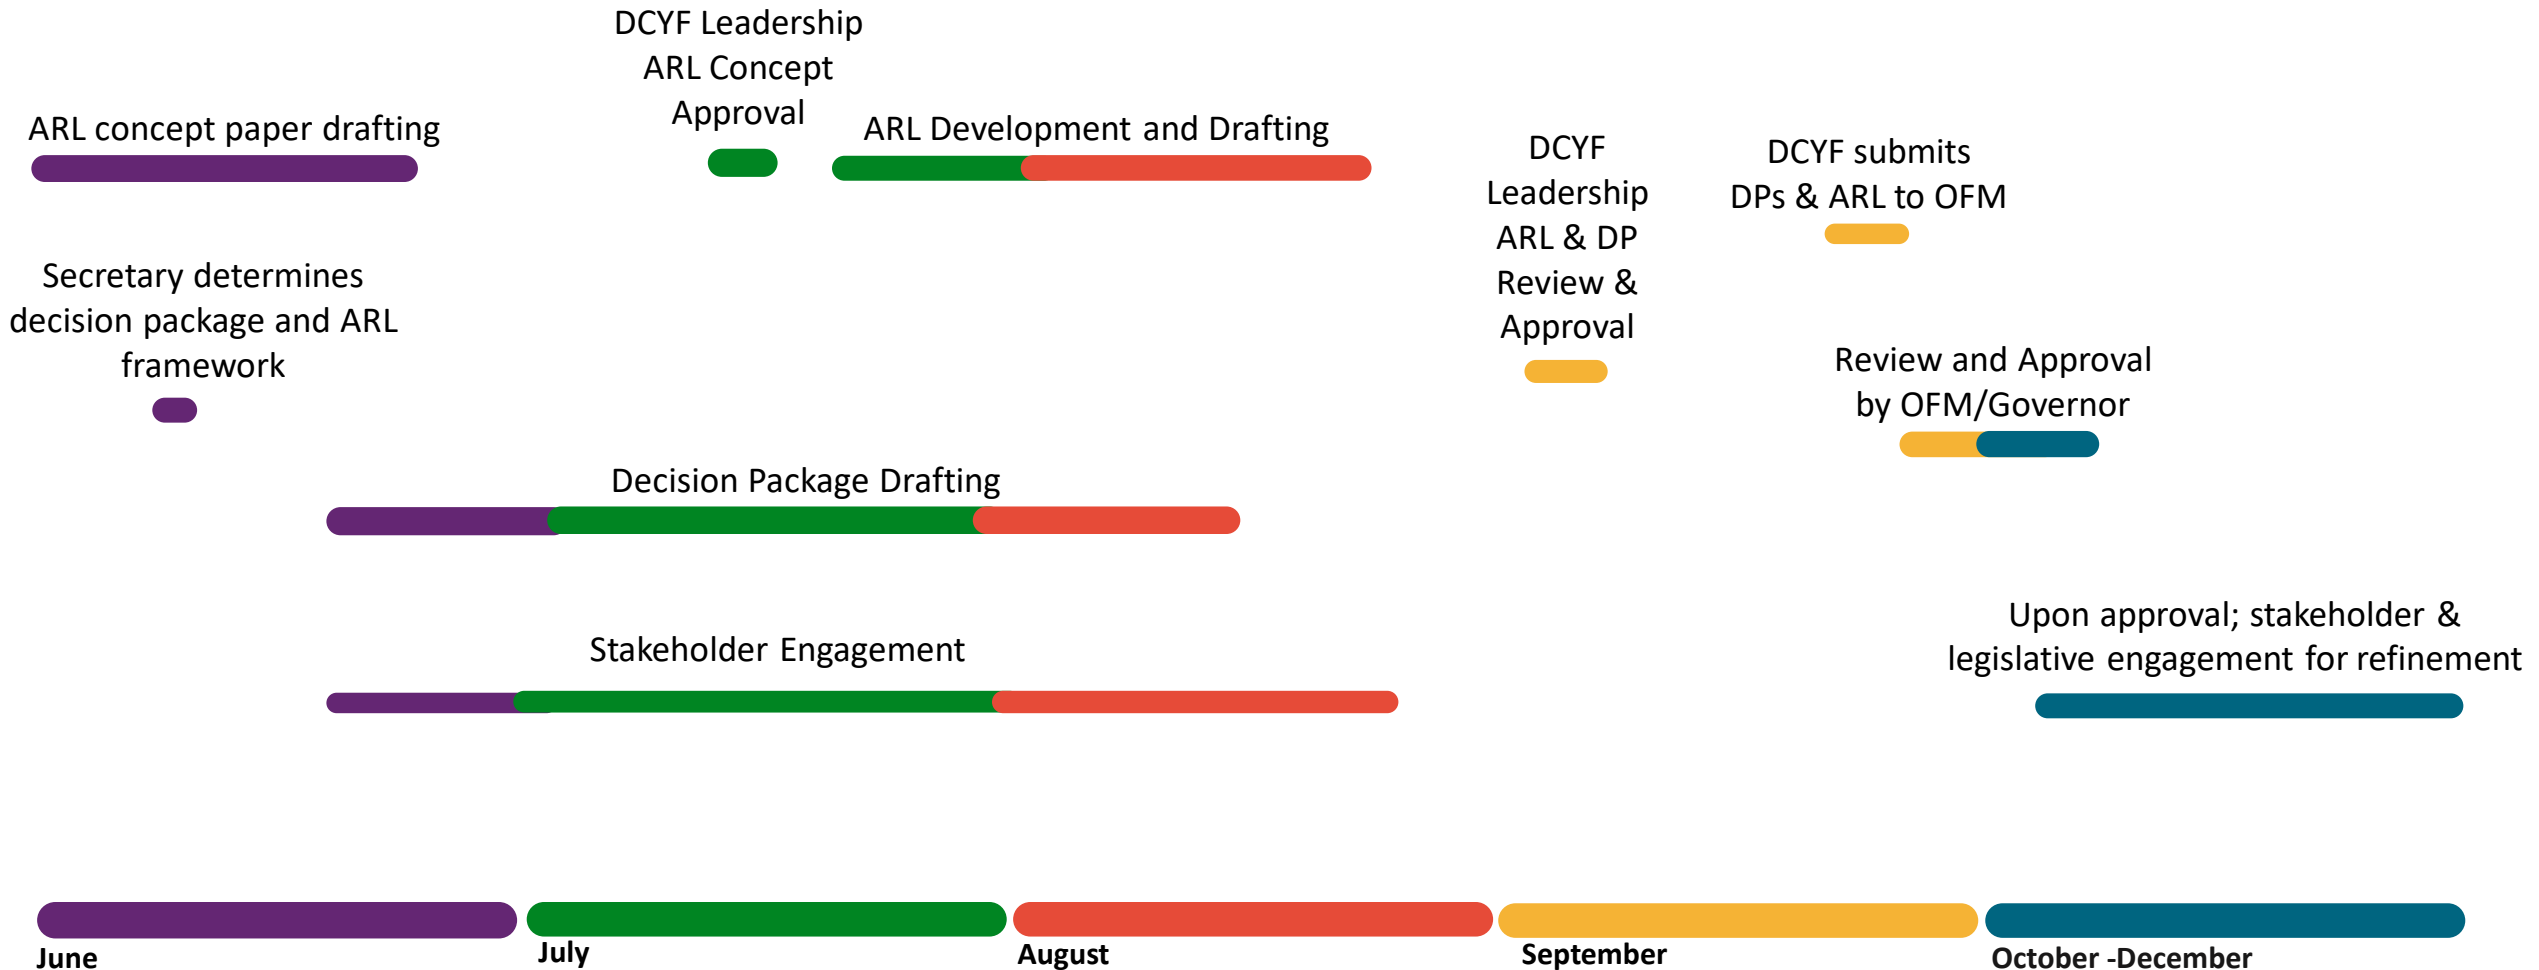 DCYF Leadership
ARL Concept
Approval
ARL concept paper drafting
ARL Development and Drafting
DCYF
Leadership
ARL & DP
Review &
Approval
DCYF submits
DPs & ARL to OFM
Secretary determines
decision package and ARL
framework
Review and Approval
by OFM/Governor
Decision Package Drafting
Stakeholder Engagement
Upon approval; stakeholder &
legislative engagement for refinement
June
July
August
September
October -December